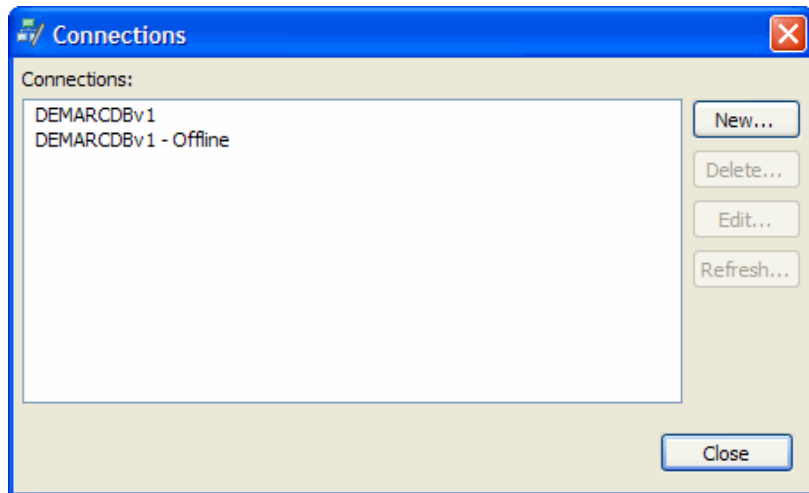 Connections
Connections:
DEMARCDBv1
DEMARCDBv1 - Offline
New...
Delete...
Edit...
Refresh...
Close